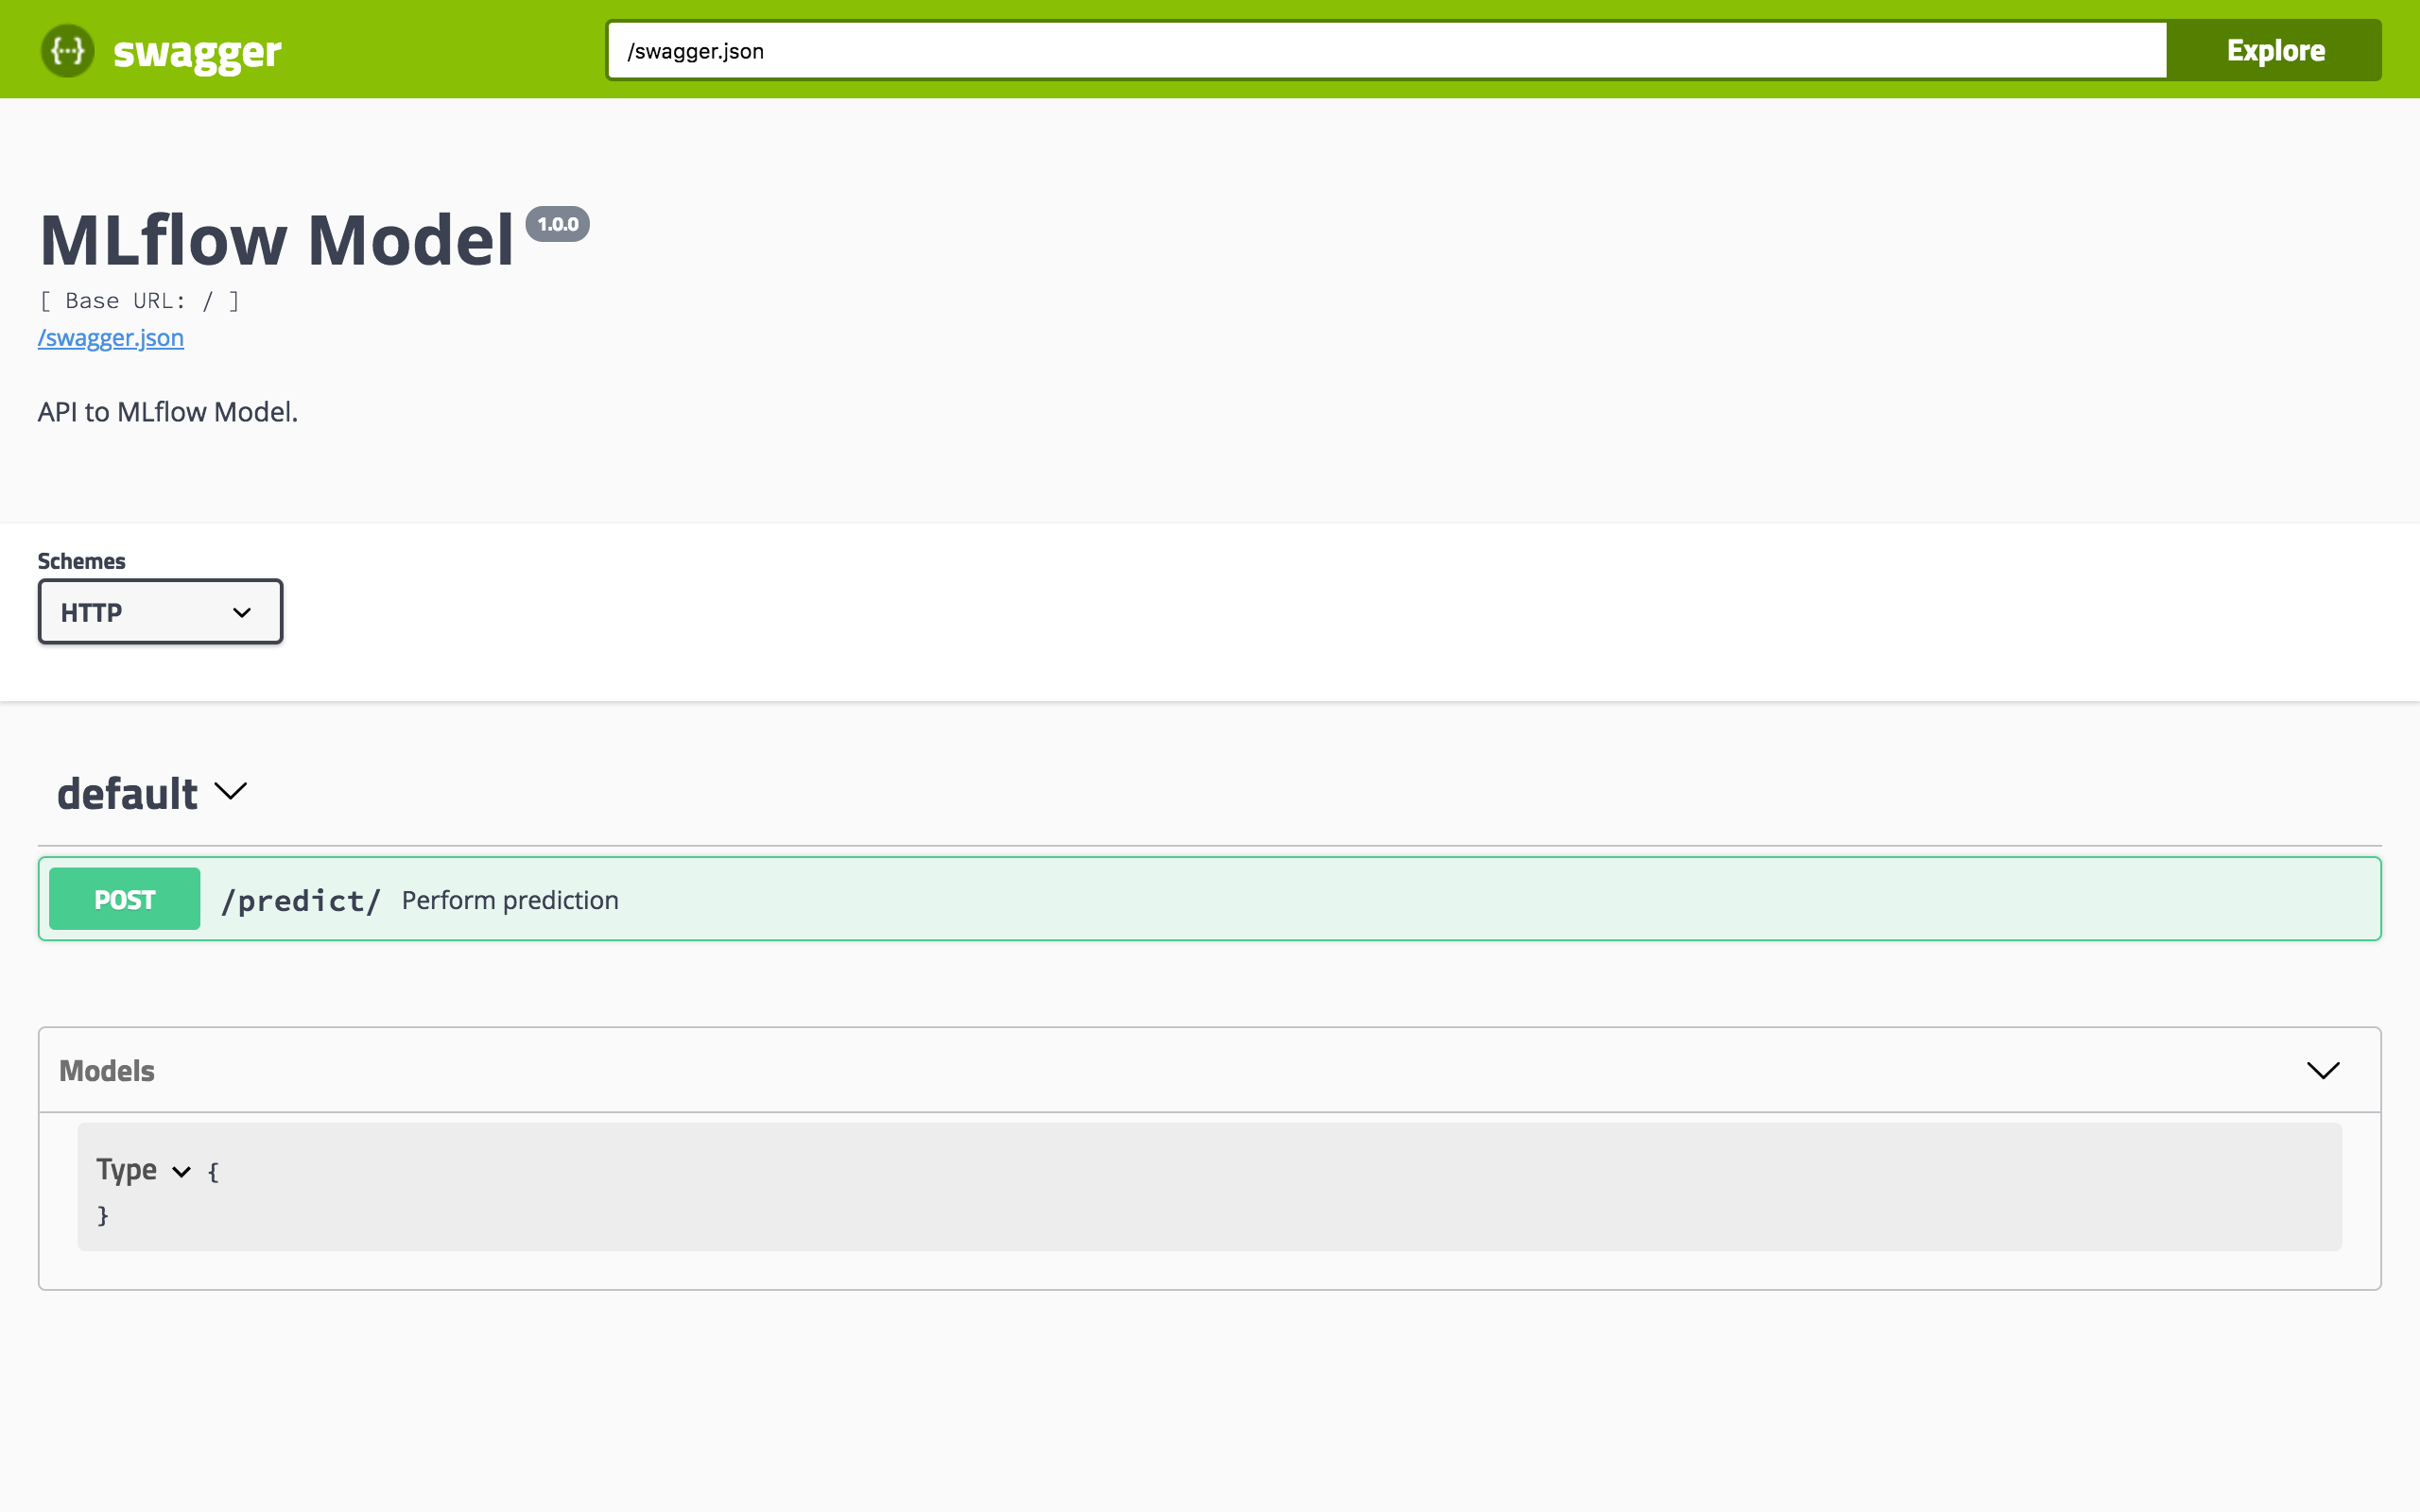 swagger
/swagger.json
Explore
MLflow Model 1.0.0
[ Base URL: / ]
/swagger.json
API to MLflow Model.
Schemes
HTTP
default
POST /predict/ Perform prediction
Models
Type {
}